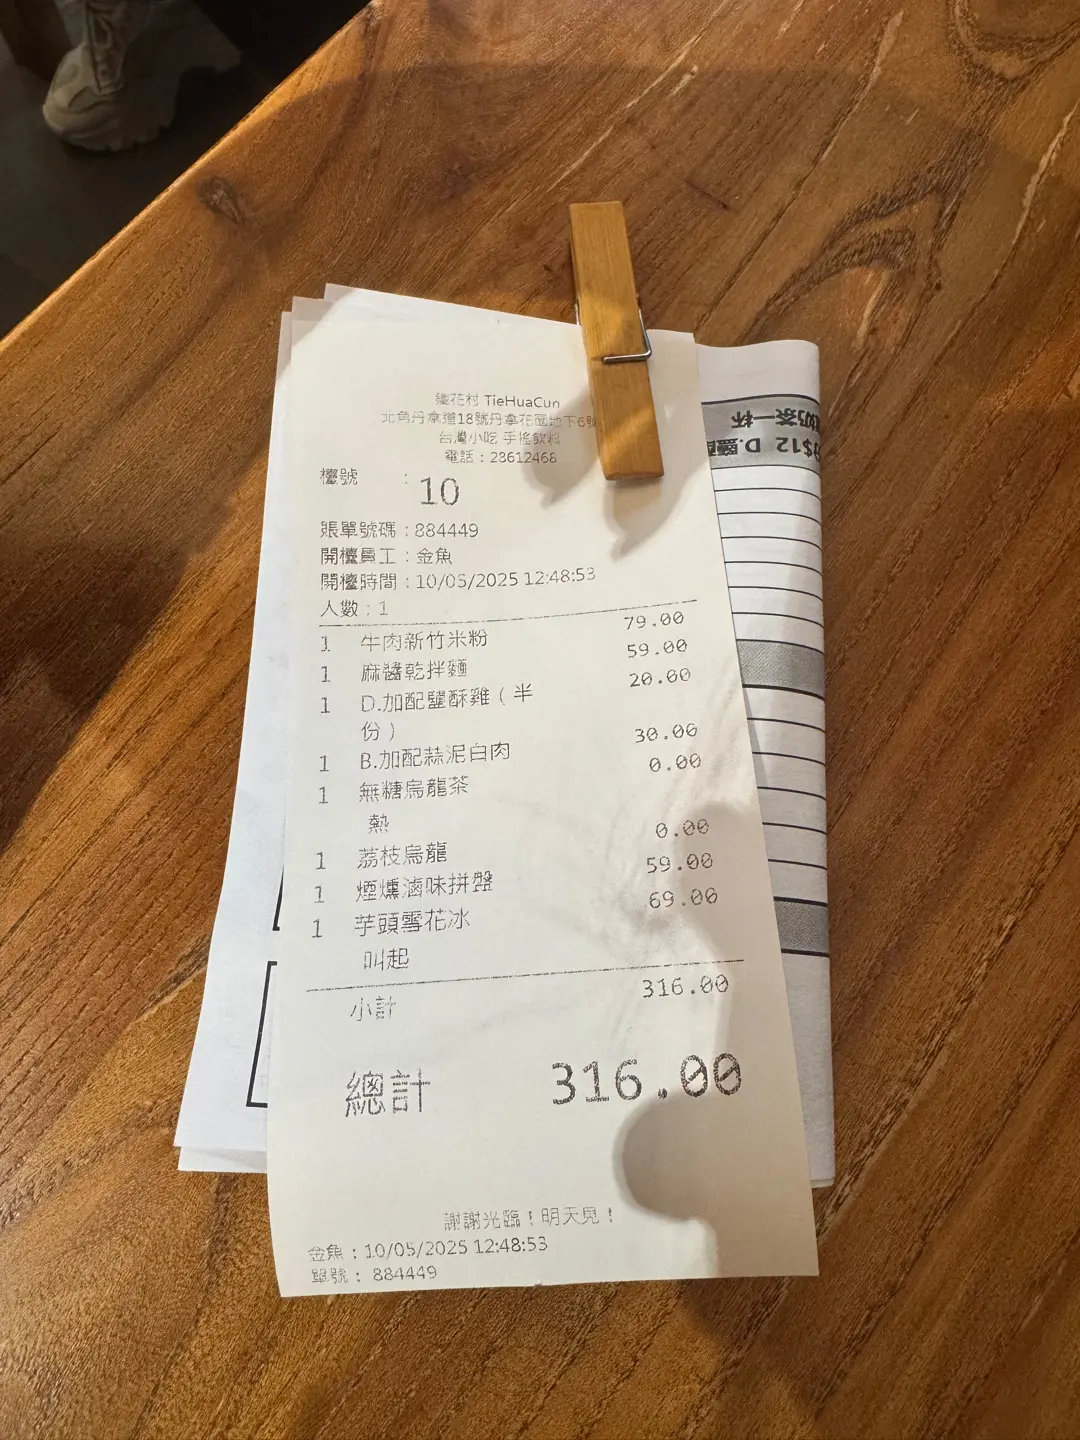 鐵花村 TieHuaCun
北角丹拿道18號丹拿花園地下6號
台灣小吃 手搖飲料
電話：28612468
檯號 ： 10
賬單號碼：884449
開檯員工：金魚
開檯時間：10/05/2025 12:48:53
人數：1
1 牛肉新竹米粉 79.00
1 麻醬乾拌麵 59.00
1 D.加配鹽酥雞（半 20.00
份）
1 B.加配蒜泥白肉 30.00
1 無糖烏龍茶 0.00
熱
1 荔枝烏龍 0.00
1 煙燻滷味拼盤 59.00
1 芋頭雪花冰 69.00
叫起
小計 316.00
總計 316.00
謝謝光臨！明天見！
金魚：10/05/2025 12:48:53
單號：884449
奶茶一杯
$12 D.鹽